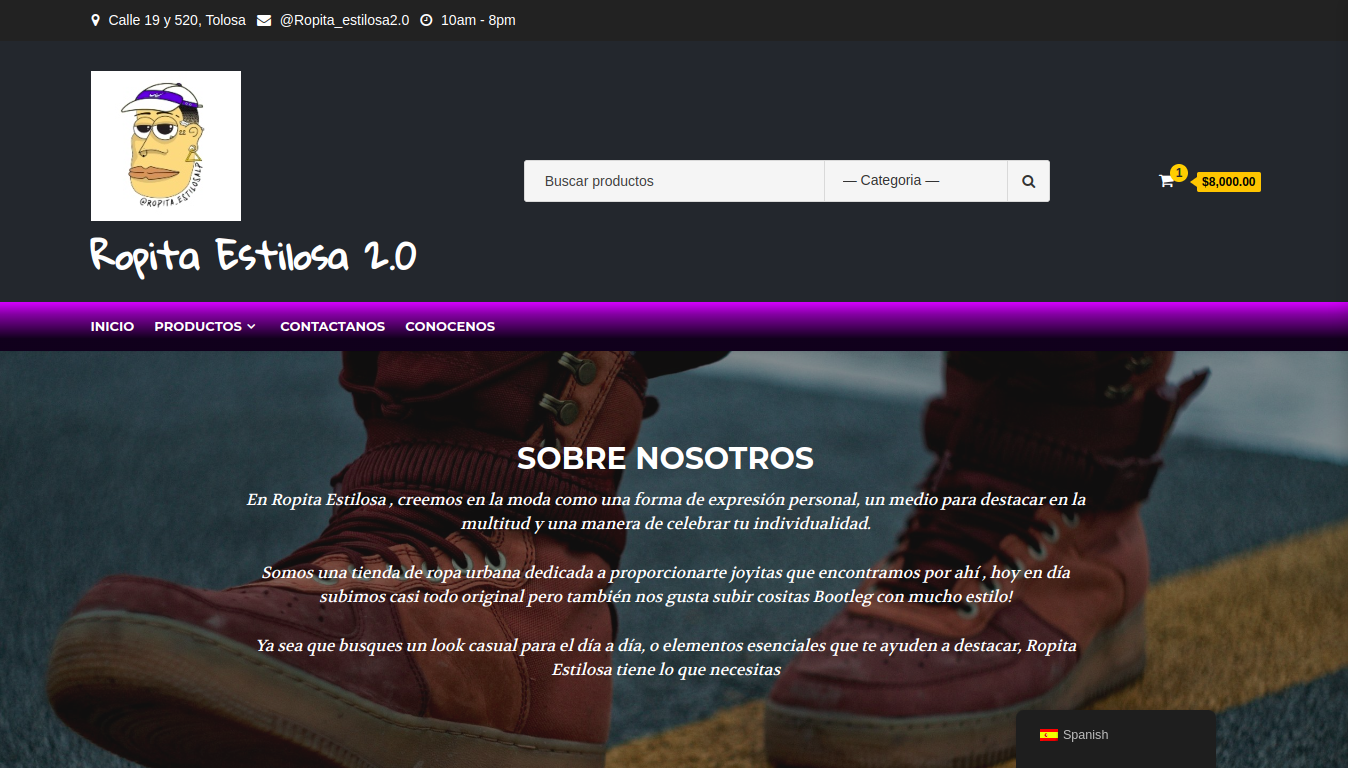 Calle 19 y 520, Tolosa @Ropita_estilosa2.0 10am - 8pm
@ROPITA_ESTILOSALP
Buscar productos — Categoria — 1 $8,000.00
Ropita Estilosa 2.0
INICIO PRODUCTOS CONTACTANOS CONOCENOS
SOBRE NOSOTROS
En Ropita Estilosa , creemos en la moda como una forma de expresión personal, un medio para destacar en la
multitud y una manera de celebrar tu individualidad.
Somos una tienda de ropa urbana dedicada a proporcionarte joyitas que encontramos por ahí , hoy en día
subimos casi todo original pero también nos gusta subir cositas Bootleg con mucho estilo!
Ya sea que busques un look casual para el día a día, o elementos esenciales que te ayuden a destacar, Ropita
Estilosa tiene lo que necesitas
Spanish